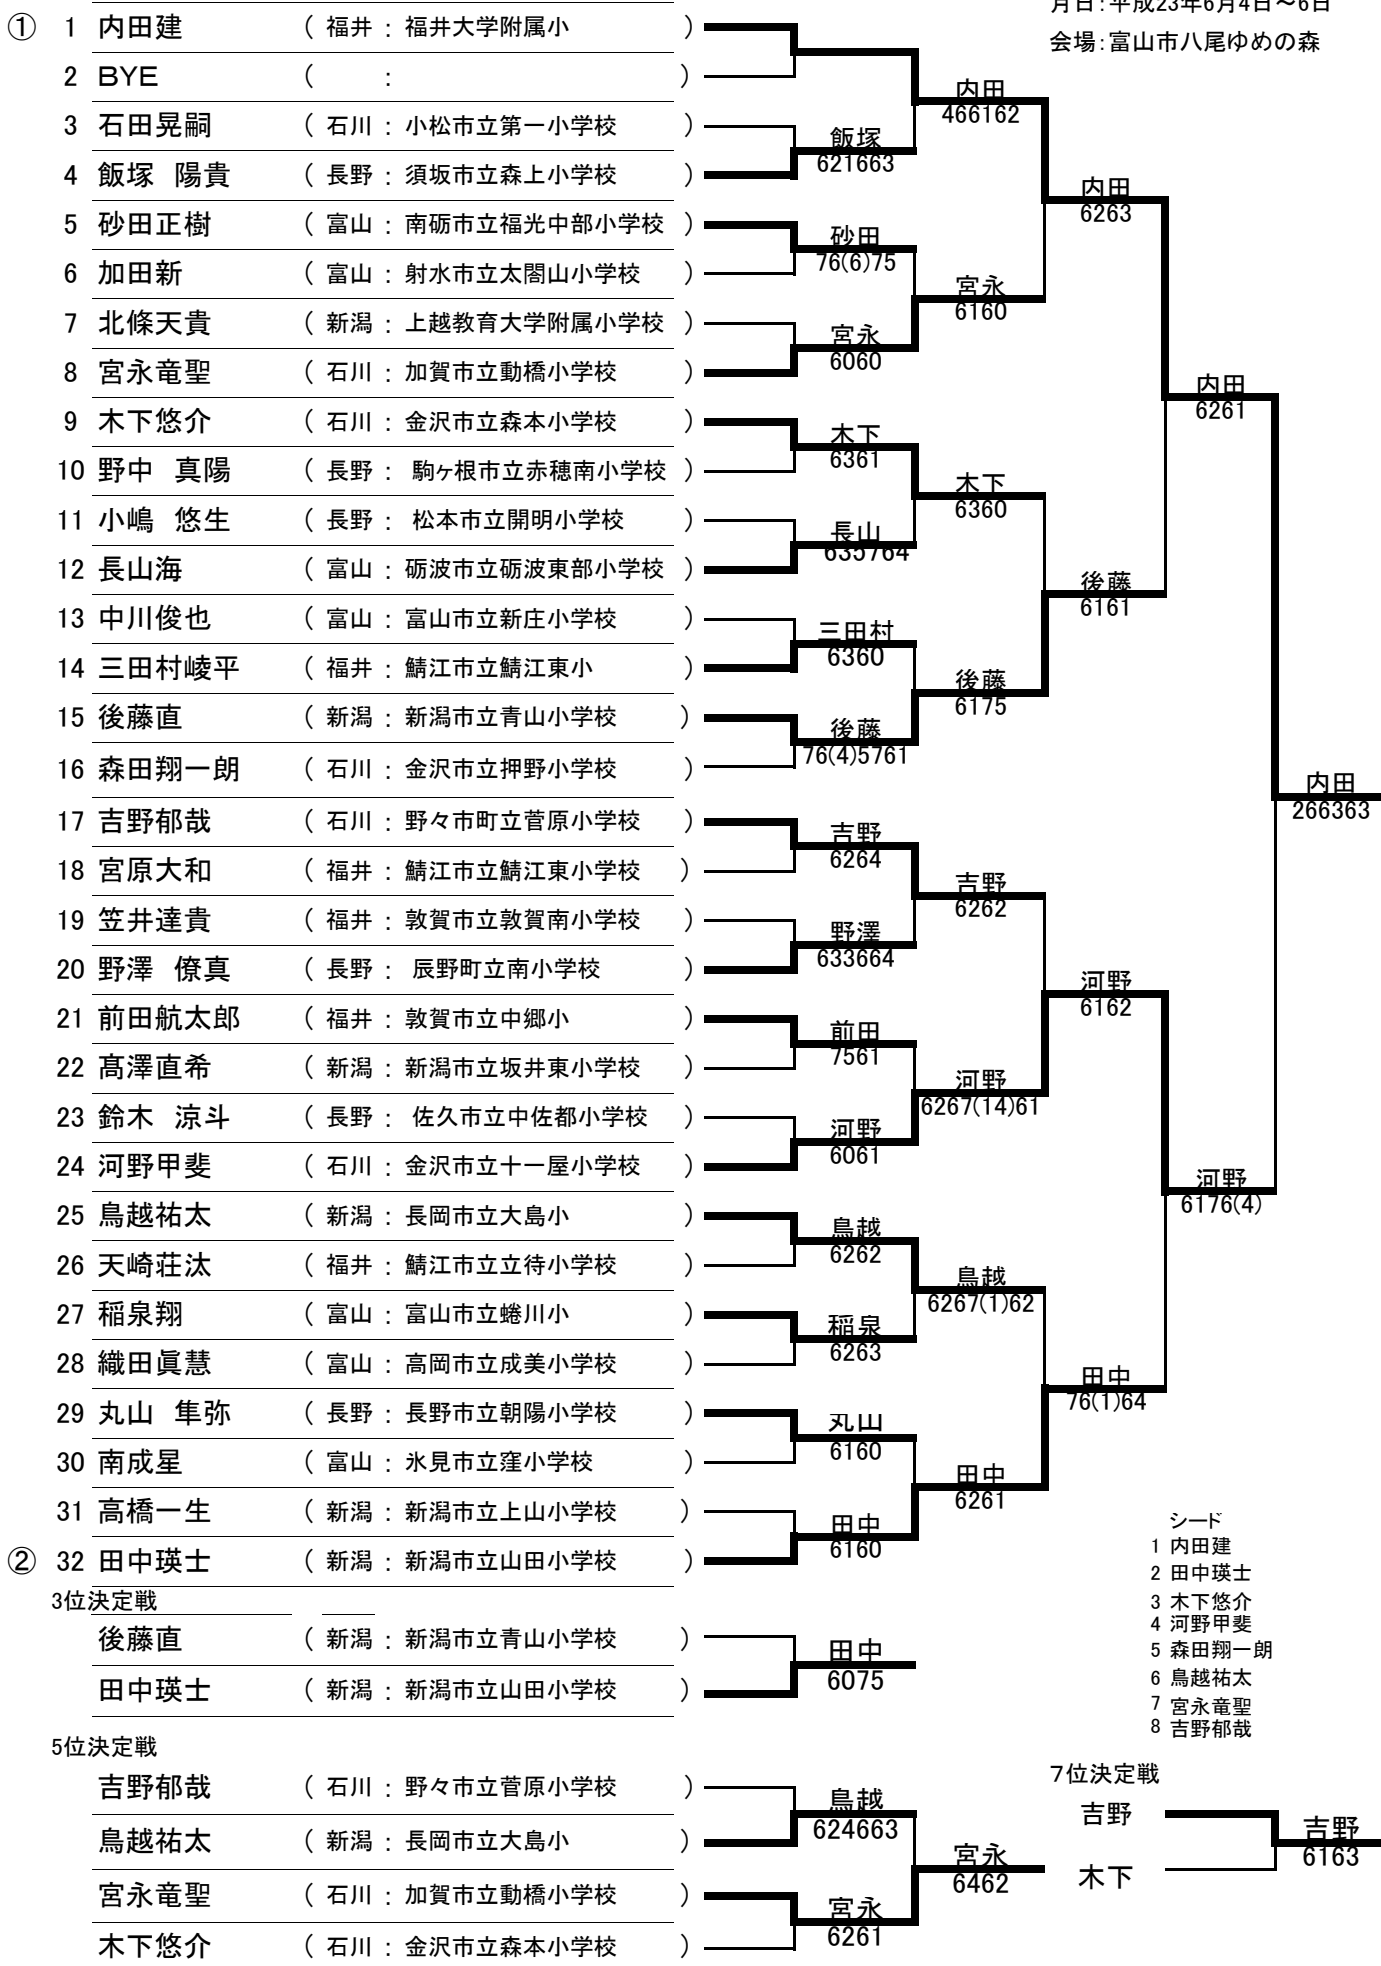 月日：平成23年6月4日～6日
会場：富山市八尾ゆめの森
① 1 内田建 （ 福井 ： 福井大学附属小 ）
2 BYE （ ： ）
3 石田晃嗣 （ 石川 ： 小松市立第一小学校 ）
4 飯塚 陽貴 （ 長野 ： 須坂市立森上小学校 ）
5 砂田正樹 （ 富山 ： 南砺市立福光中部小学校 ）
6 加田新 （ 富山 ： 射水市立太閤山小学校 ）
7 北條天貴 （ 新潟 ： 上越教育大学附属小学校 ）
8 宮永竜聖 （ 石川 ： 加賀市立動橋小学校 ）
9 木下悠介 （ 石川 ： 金沢市立森本小学校 ）
10 野中 真陽 （ 長野 ： 駒ヶ根市立赤穂南小学校 ）
11 小嶋 悠生 （ 長野 ： 松本市立開明小学校 ）
12 長山海 （ 富山 ： 砺波市立砺波東部小学校 ）
13 中川俊也 （ 富山 ： 富山市立新庄小学校 ）
14 三田村崚平 （ 福井 ： 鯖江市立鯖江東小 ）
15 後藤直 （ 新潟 ： 新潟市立青山小学校 ）
16 森田翔一朗 （ 石川 ： 金沢市立押野小学校 ）
17 吉野郁哉 （ 石川 ： 野々市町立菅原小学校 ）
18 宮原大和 （ 福井 ： 鯖江市立鯖江東小学校 ）
19 笠井達貴 （ 福井 ： 敦賀市立敦賀南小学校 ）
20 野澤 僚真 （ 長野 ： 辰野町立南小学校 ）
21 前田航太郎 （ 福井 ： 敦賀市立中郷小 ）
22 髙澤直希 （ 新潟 ： 新潟市立坂井東小学校 ）
23 鈴木 涼斗 （ 長野 ： 佐久市立中佐都小学校 ）
24 河野甲斐 （ 石川 ： 金沢市立十一屋小学校 ）
25 鳥越祐太 （ 新潟 ： 長岡市立大島小 ）
26 天崎荘汰 （ 福井 ： 鯖江市立立待小学校 ）
27 稲泉翔 （ 富山 ： 富山市立蜷川小 ）
28 織田眞慧 （ 富山 ： 高岡市立成美小学校 ）
29 丸山 隼弥 （ 長野 ： 長野市立朝陽小学校 ）
30 南成星 （ 富山 ： 氷見市立窪小学校 ）
31 高橋一生 （ 新潟 ： 新潟市立上山小学校 ）
② 32 田中瑛士 （ 新潟 ： 新潟市立山田小学校 ）
飯塚
621663
砂田
76(6)75
宮永
6060
木下
6361
長山
635764
三田村
6360
後藤
76(4)5761
吉野
6264
野澤
633664
前田
7561
河野
6061
鳥越
6262
稲泉
6263
丸山
6160
田中
6160
内田
466162
宮永
6160
木下
6360
後藤
6175
吉野
6262
河野
6267(14)61
鳥越
6267(1)62
田中
6261
内田
6263
後藤
6161
河野
6162
田中
76(1)64
内田
6261
河野
6176(4)
内田
266363
シード
1 内田建
2 田中瑛士
3 木下悠介
4 河野甲斐
5 森田翔一朗
6 鳥越祐太
7 宮永竜聖
8 吉野郁哉
3位決定戦
後藤直 （ 新潟 ： 新潟市立青山小学校 ）
田中瑛士 （ 新潟 ： 新潟市立山田小学校 ）
田中
6075
5位決定戦
吉野郁哉 （ 石川 ： 野々市立菅原小学校 ）
鳥越祐太 （ 新潟 ： 長岡市立大島小 ）
宮永竜聖 （ 石川 ： 加賀市立動橋小学校 ）
木下悠介 （ 石川 ： 金沢市立森本小学校 ）
鳥越
624663
宮永
6261
宮永
6462
7位決定戦
吉野
木下
吉野
6163